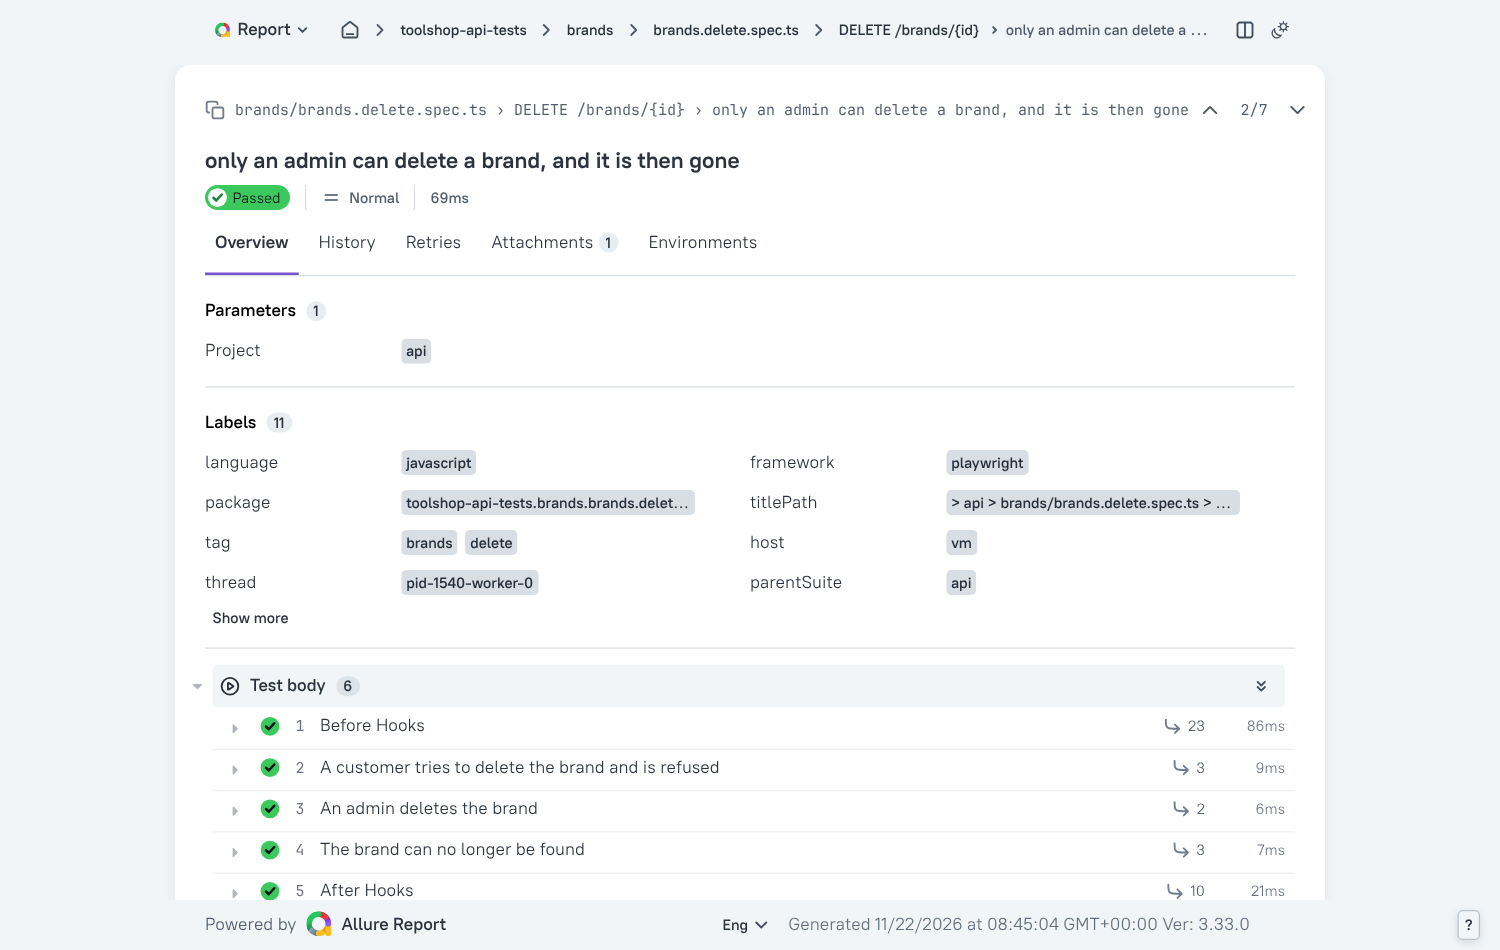 Report toolshop-api-tests brands brands.delete.spec.ts DELETE /brands/{id} only an admin can delete a ...
brands/brands.delete.spec.ts › DELETE /brands/{id} › only an admin can delete a brand, and it is then gone 2/7
only an admin can delete a brand, and it is then gone
Passed Normal 69ms
Overview History Retries Attachments 1 Environments
Parameters 1
Project api
Labels 11
language javascript framework playwright
package toolshop-api-tests.brands.brands.delet... titlePath > api > brands/brands.delete.spec.ts > ...
tag brands delete host vm
thread pid-1540-worker-0 parentSuite api
Show more
Test body 6
1 Before Hooks 23 86ms
2 A customer tries to delete the brand and is refused 3 9ms
3 An admin deletes the brand 2 6ms
4 The brand can no longer be found 3 7ms
5 After Hooks 10 21ms
Powered by Allure Report Eng Generated 11/22/2026 at 08:45:04 GMT+00:00 Ver: 3.33.0 ?